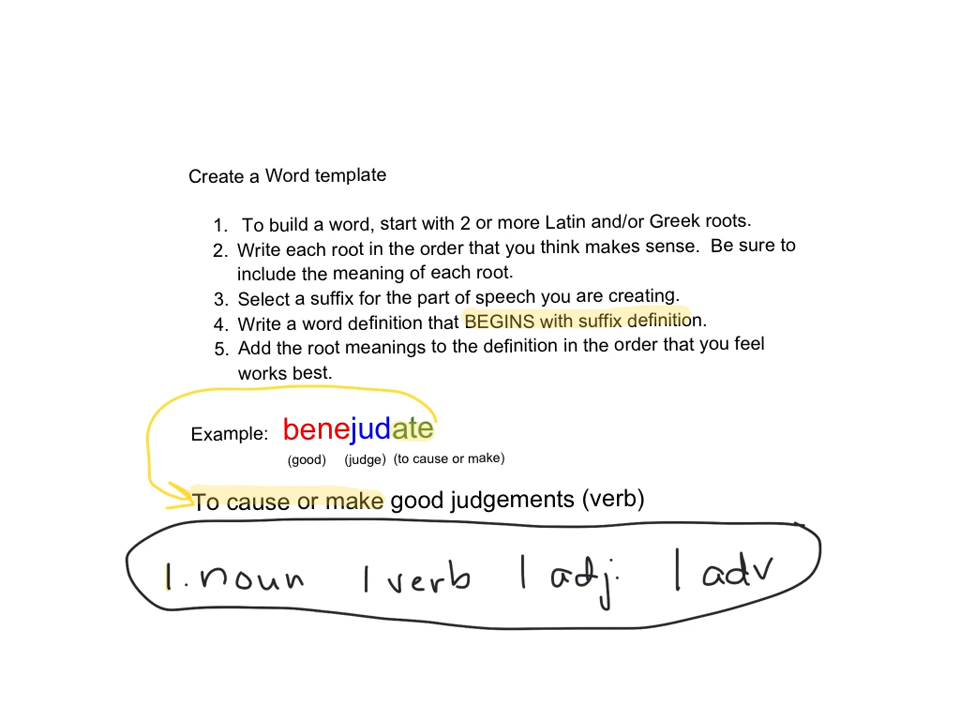 Create a Word template
1. To build a word, start with 2 or more Latin and/or Greek roots.
2. Write each root in the order that you think makes sense. Be sure to
include the meaning of each root.
3. Select a suffix for the part of speech you are creating.
4. Write a word definition that BEGINS with suffix definition.
5. Add the root meanings to the definition in the order that you feel
works best.
Example: benejudate
(good) (judge) (to cause or make)
To cause or make good judgements (verb)
1. noun 1 verb 1 adj. 1 adv